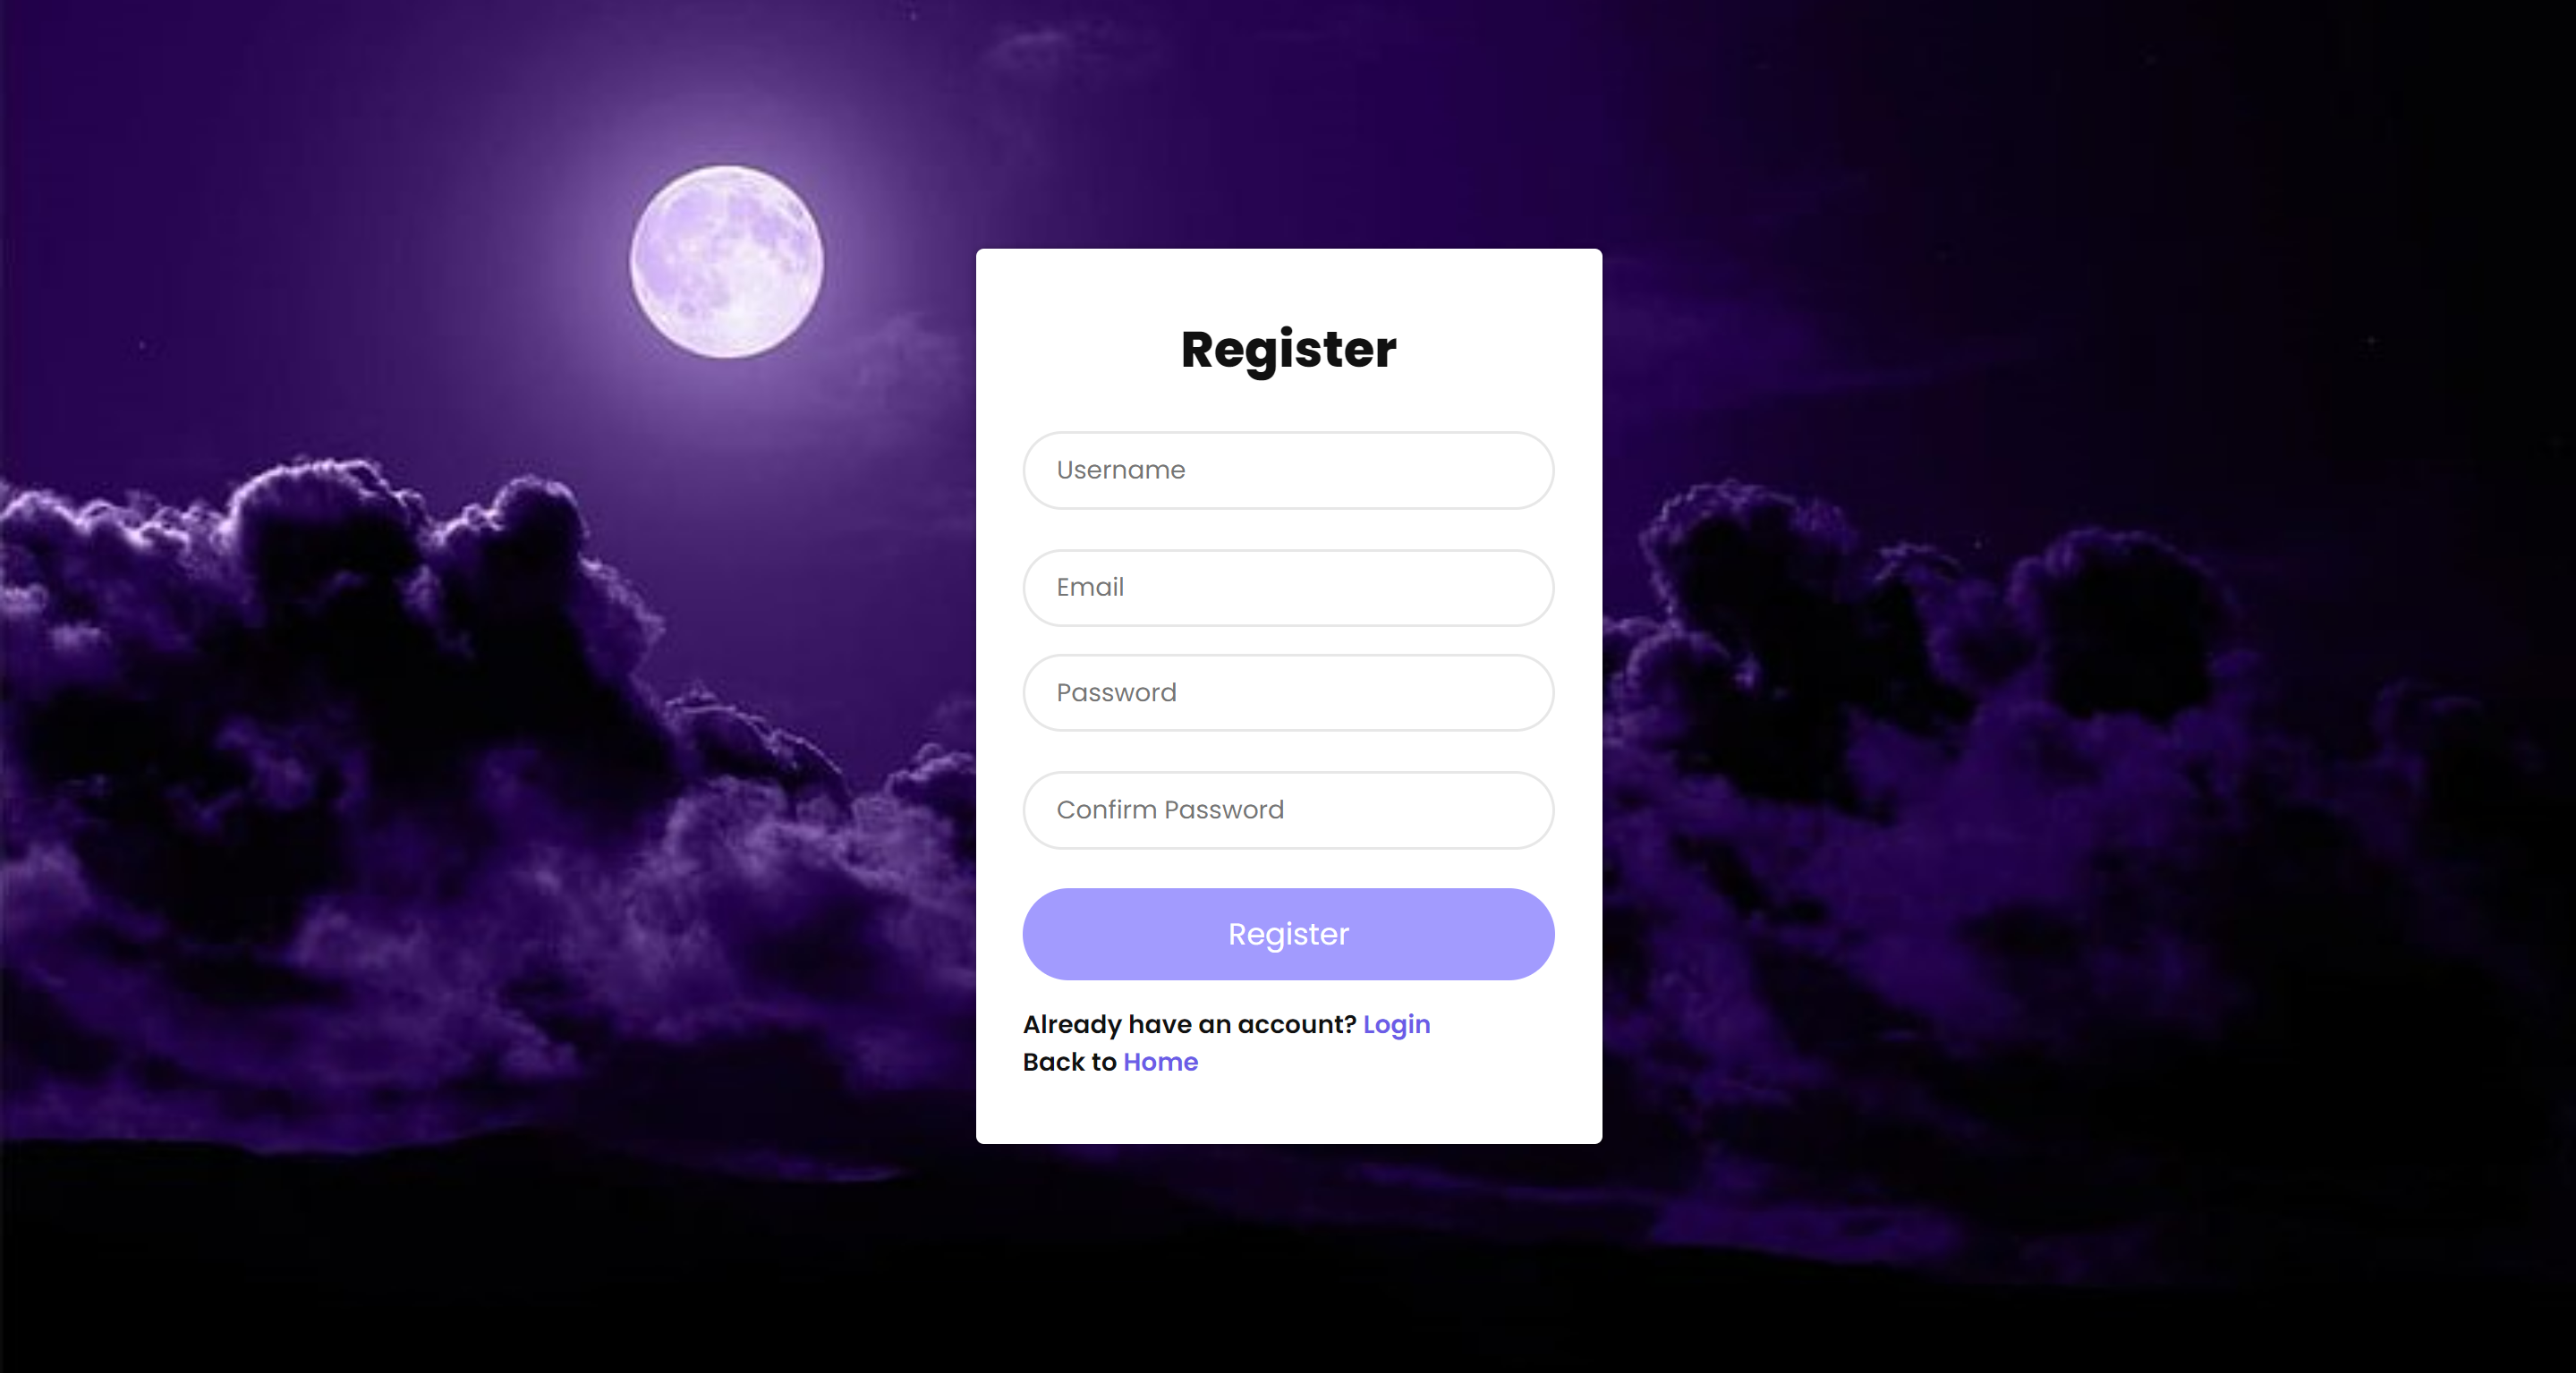 Register
Username
Email
Password
Confirm Password
Register
Already have an account? Login
Back to Home